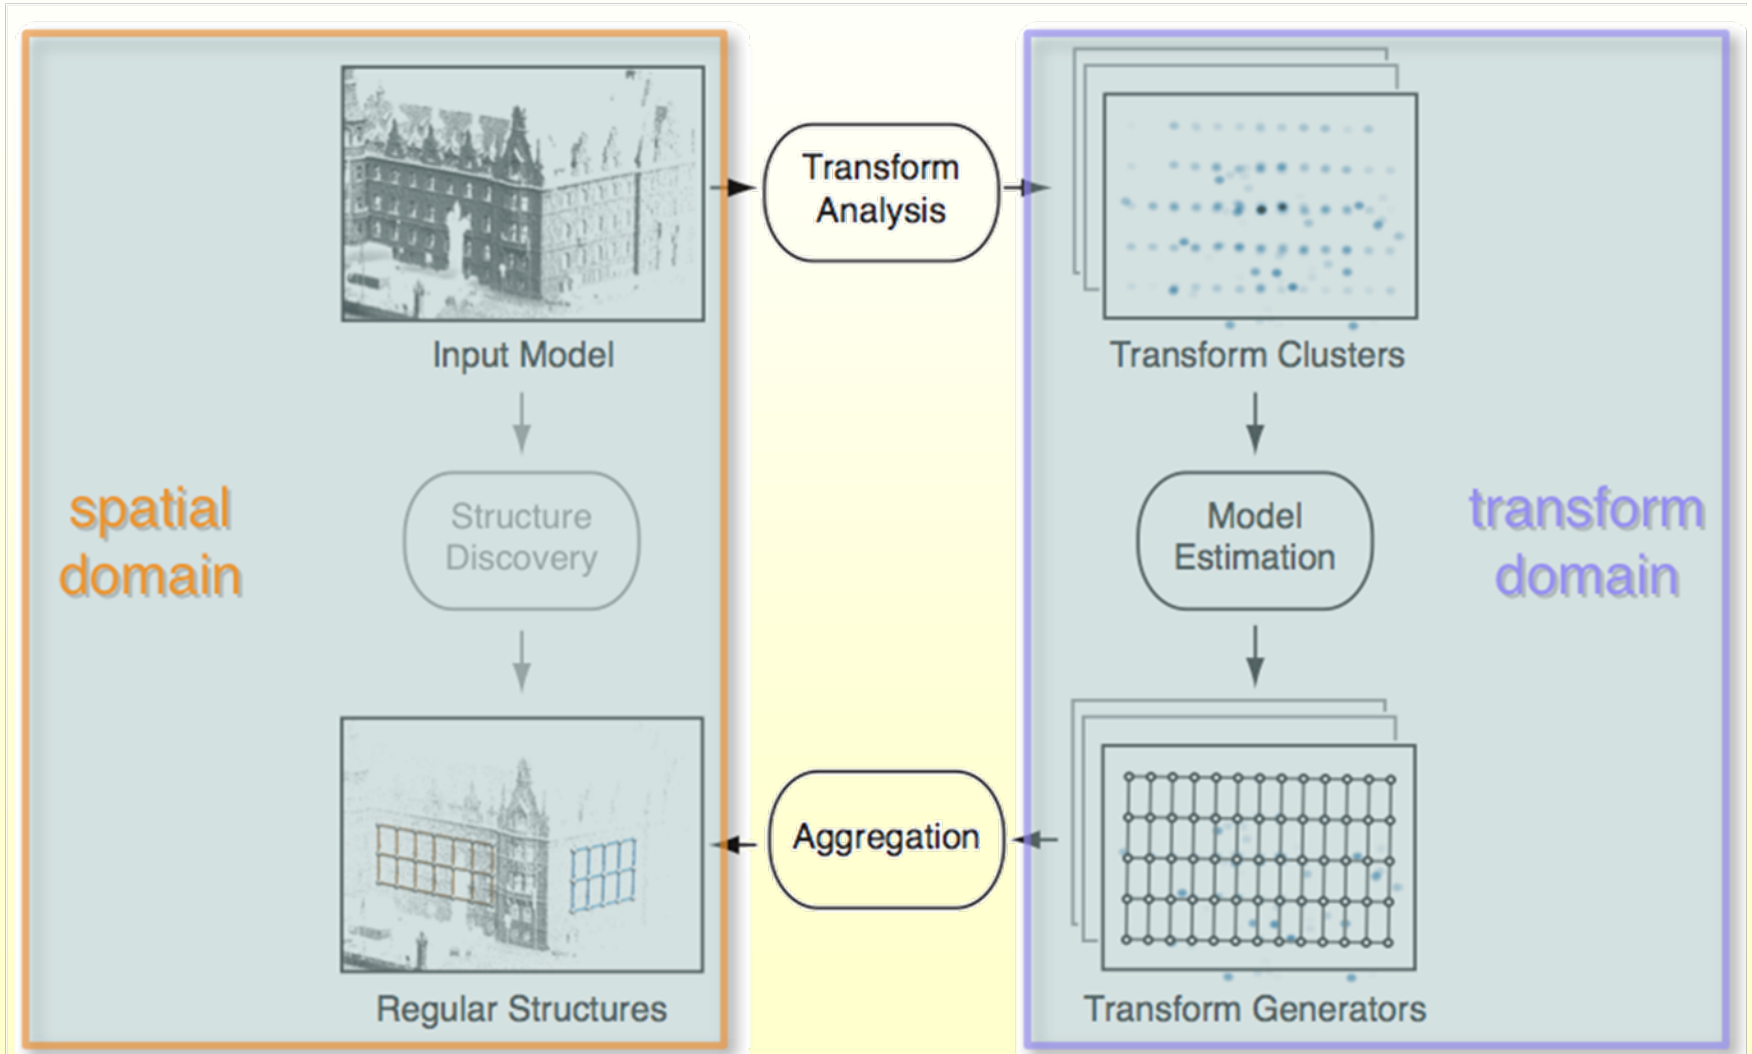 Transform
Analysis
Input Model
Transform Clusters
spatial
domain
Structure
Discovery
Model
Estimation
transform
domain
Aggregation
Regular Structures
Transform Generators